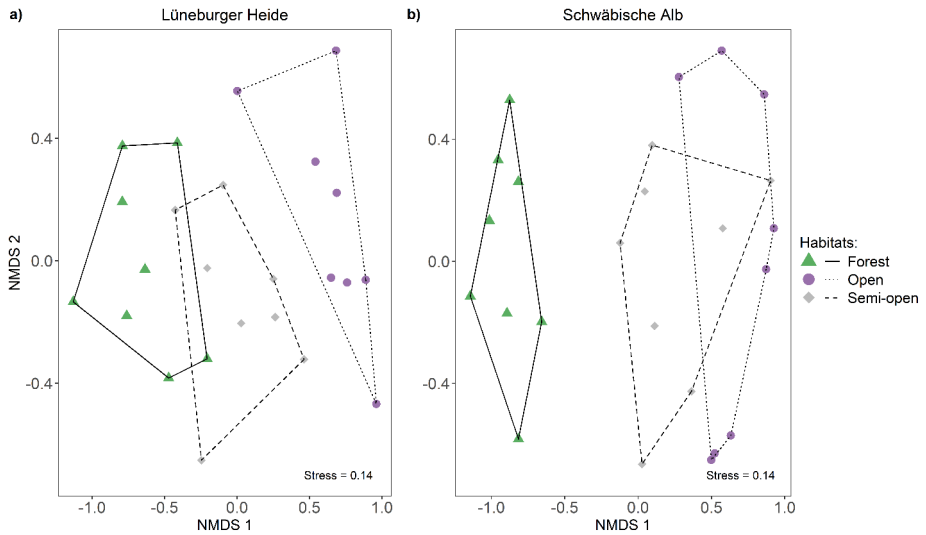 a) Lüneburger Heide
b) Schwäbische Alb
NMDS 2
0.4
0.0
-0.4
0.4
0.0
-0.4
Stress = 0.14
Stress = 0.14
-1.0 -0.5 0.0 0.5 1.0
-1.0 -0.5 0.0 0.5 1.0
NMDS 1
NMDS 1
Habitats:
Forest
Open
Semi-open